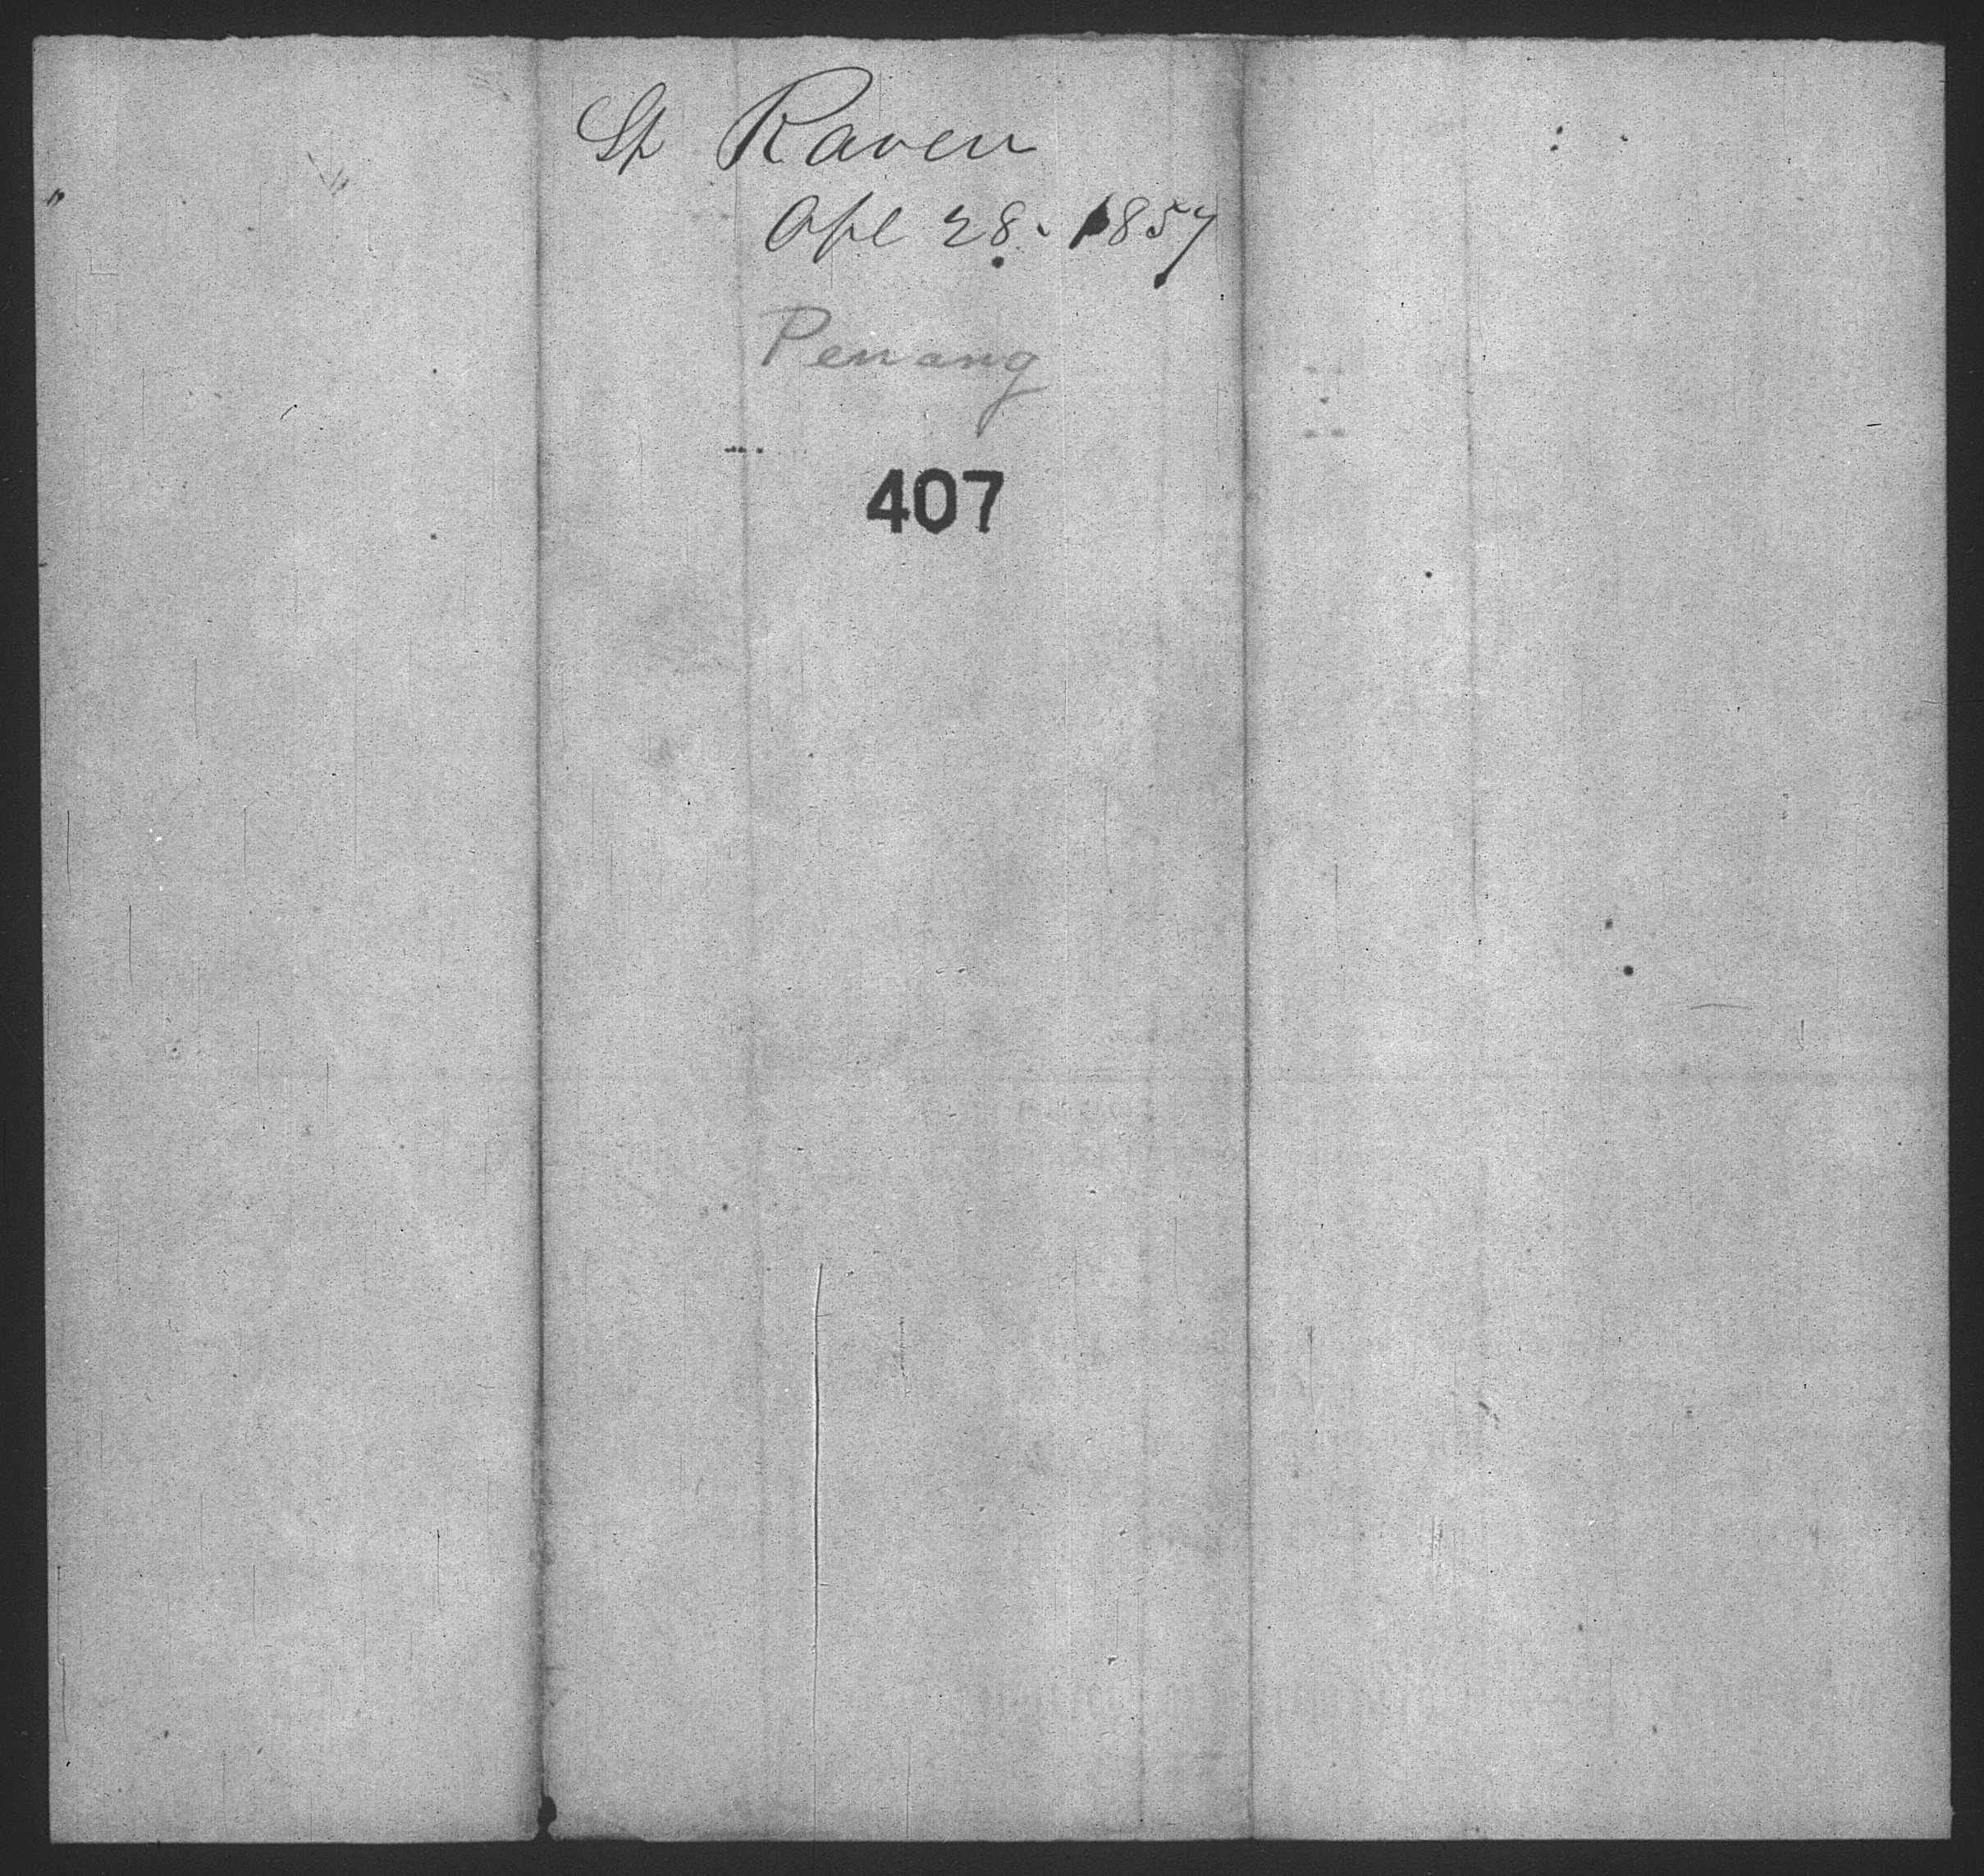 Sp Raven
Apl 28. 1857
Penang
407